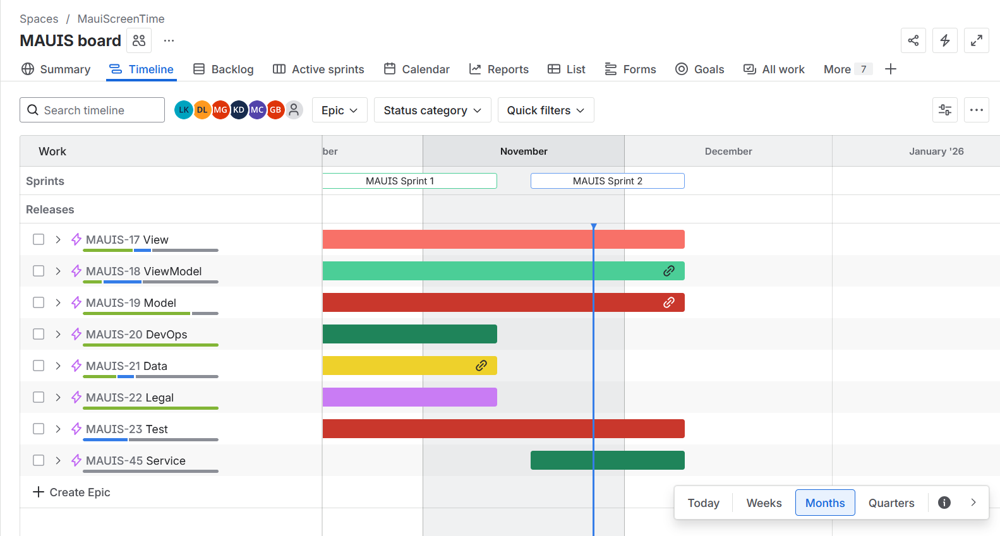 Spaces / MauiScreenTime
MAUIS board
Summary Timeline Backlog Active sprints Calendar Reports List Forms Goals All work More 7
Search timeline LK DL MG KD MC GB Epic Status category Quick filters
Work ber November December January '26
Sprints MAUIS Sprint 1 MAUIS Sprint 2
Releases
MAUIS-17 View
MAUIS-18 ViewModel
MAUIS-19 Model
MAUIS-20 DevOps
MAUIS-21 Data
MAUIS-22 Legal
MAUIS-23 Test
MAUIS-45 Service
Create Epic
Today Weeks Months Quarters